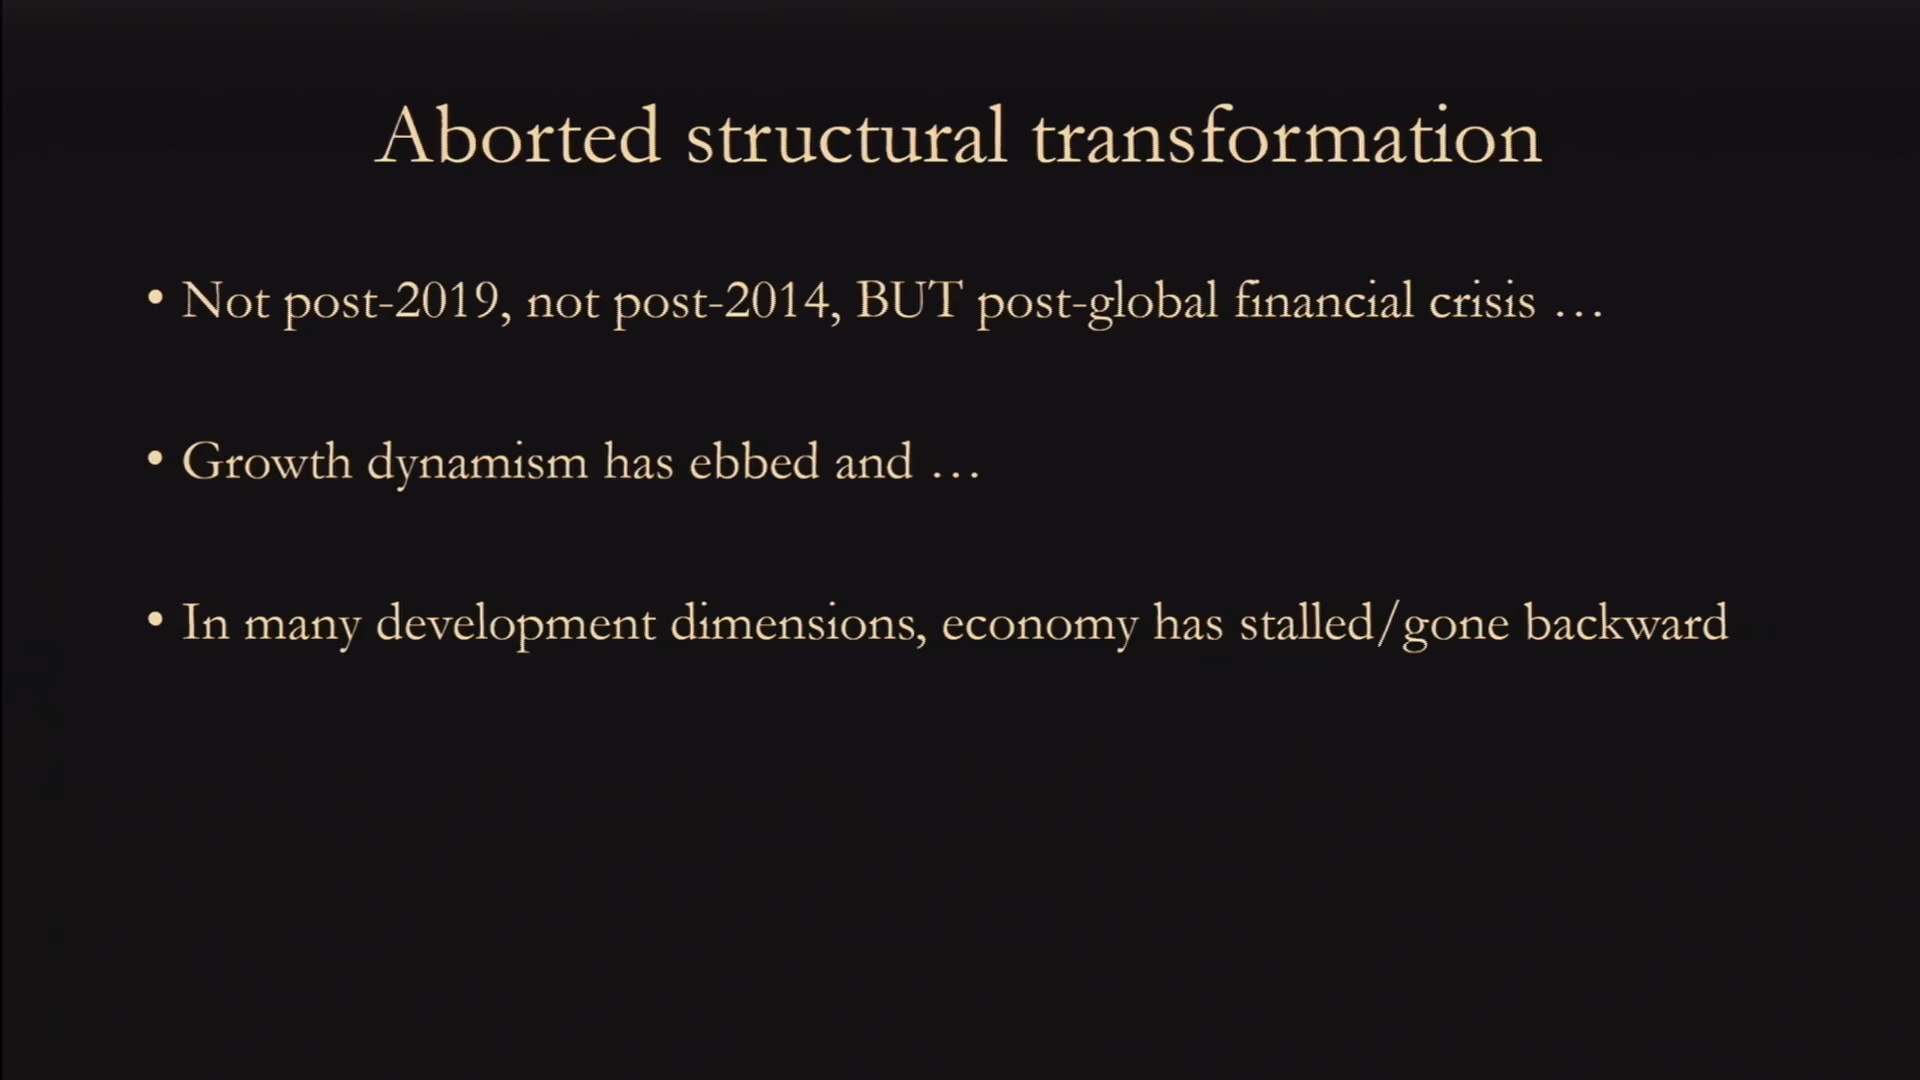 Aborted structural transformation
• Not post-2019, not post-2014, BUT post-global financial crisis …
• Growth dynamism has ebbed and …
• In many development dimensions, economy has stalled/gone backward